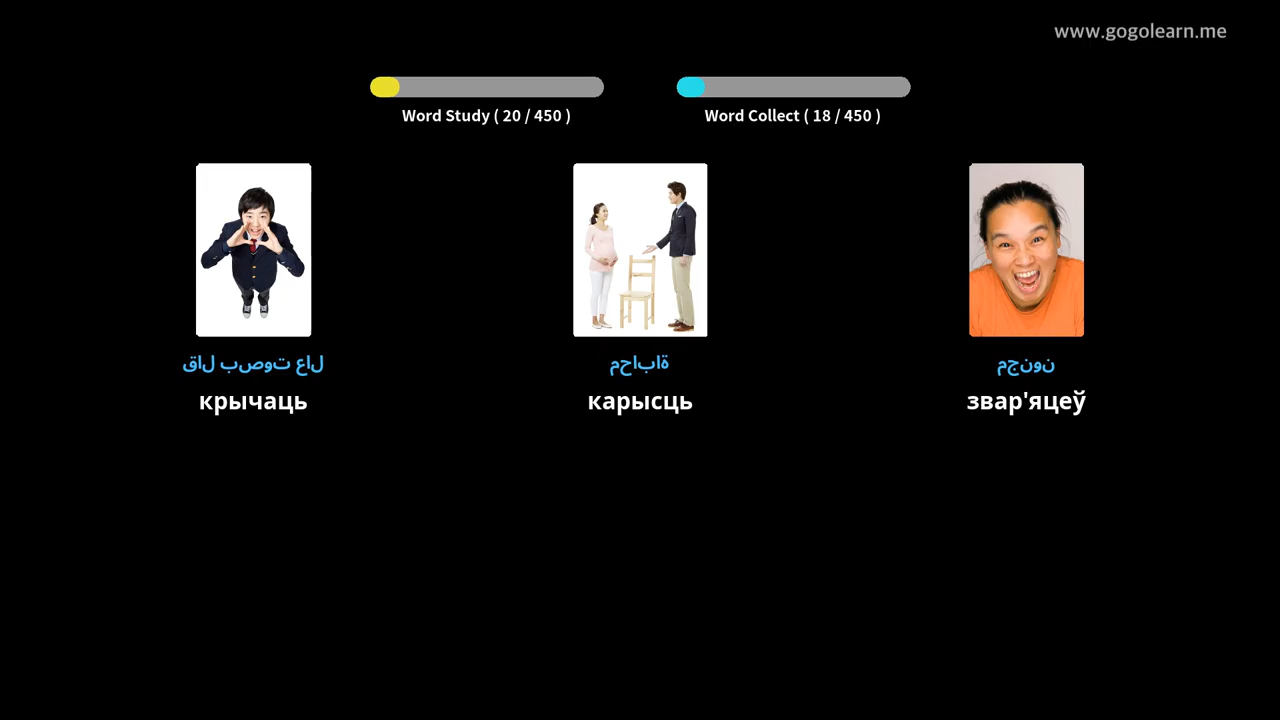 www.gogolearn.me
Word Study ( 20 / 450 )
Word Collect ( 18 / 450 )
قال بصوت عال
محاباة
مجنون
крычаць
карысць
звар'яцеў